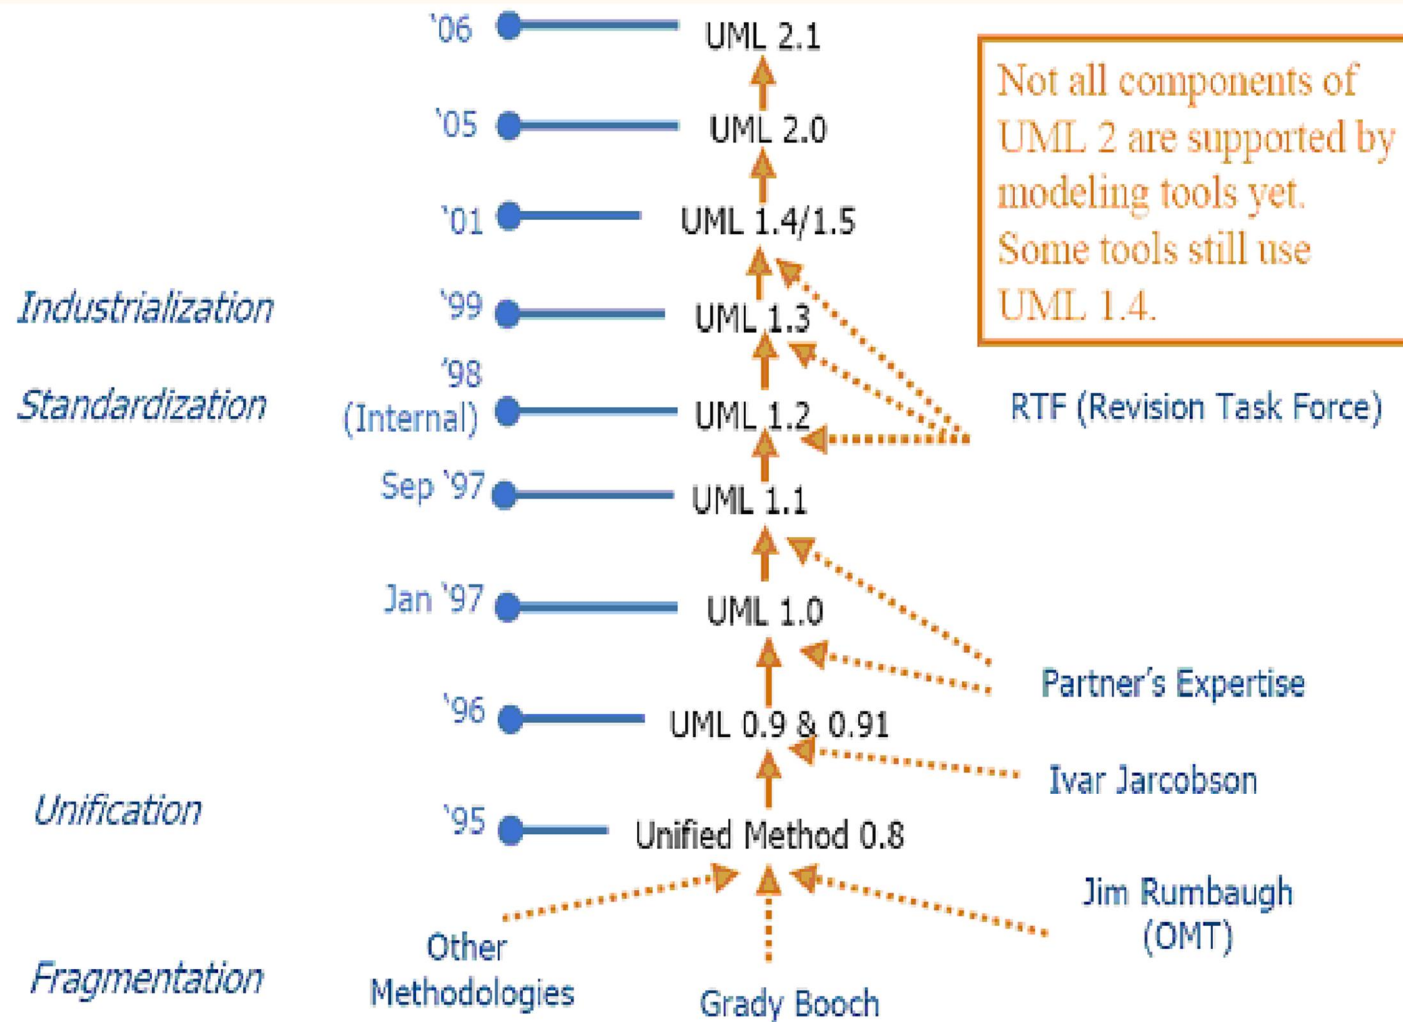 ‘06
UML 2.1
Not all components of
UML 2 are supported by
modeling tools yet.
Some tools still use
UML 1.4.
‘05
UML 2.0
‘01
UML 1.4/1.5
Industrialization
‘99
UML 1.3
Standardization
‘98
(Internal)
UML 1.2
RTF (Revision Task Force)
Sep ‘97
UML 1.1
Jan ‘97
UML 1.0
Partner’s Expertise
‘96
UML 0.9 & 0.91
Ivar Jarcobson
Unification
‘95
Unified Method 0.8
Jim Rumbaugh
(OMT)
Other
Methodologies
Fragmentation
Grady Booch